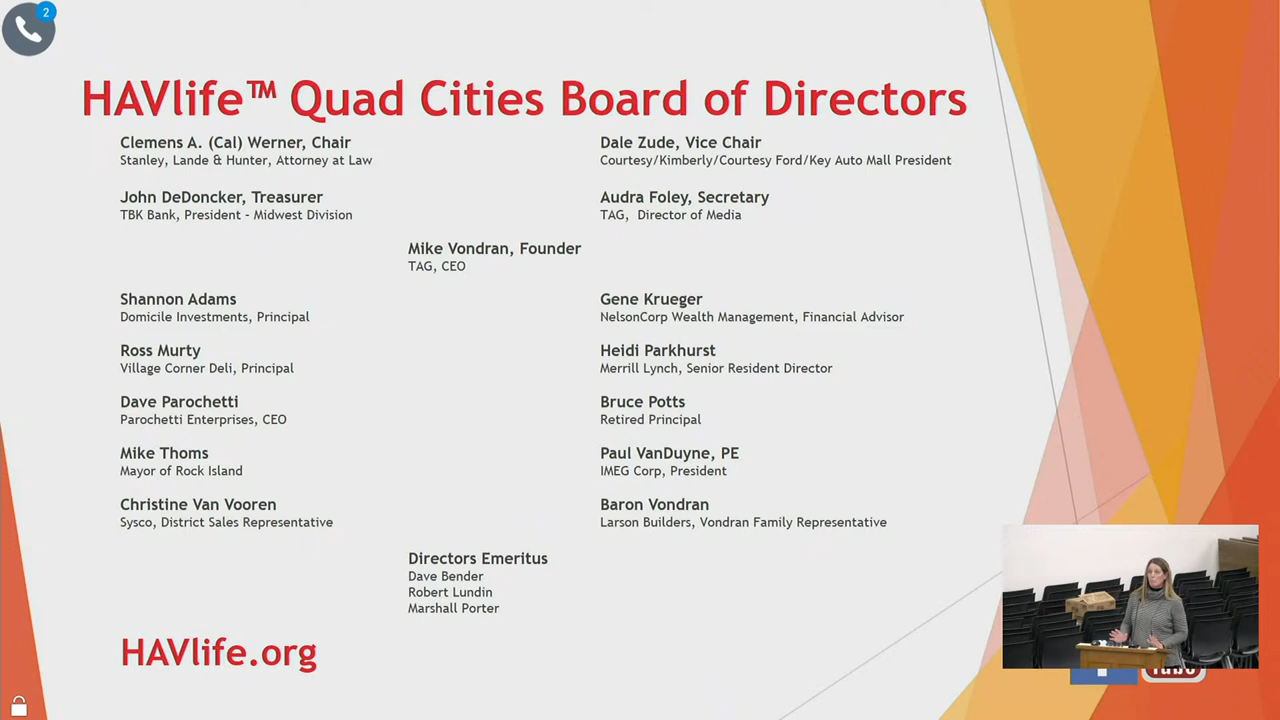 2
HAVlife™ Quad Cities Board of Directors
Clemens A. (Cal) Werner, Chair
Stanley, Lande & Hunter, Attorney at Law
Dale Zude, Vice Chair
Courtesy/Kimberly/Courtesy Ford/Key Auto Mall President
John DeDoncker, Treasurer
TBK Bank, President – Midwest Division
Audra Foley, Secretary
TAG, Director of Media
Mike Vondran, Founder
TAG, CEO
Shannon Adams
Domicile Investments, Principal
Gene Krueger
NelsonCorp Wealth Management, Financial Advisor
Ross Murty
Village Corner Deli, Principal
Heidi Parkhurst
Merrill Lynch, Senior Resident Director
Dave Parochetti
Parochetti Enterprises, CEO
Bruce Potts
Retired Principal
Mike Thoms
Mayor of Rock Island
Paul VanDuyne, PE
IMEG Corp, President
Christine Van Vooren
Sysco, District Sales Representative
Baron Vondran
Larson Builders, Vondran Family Representative
Directors Emeritus
Dave Bender
Robert Lundin
Marshall Porter
HAVlife.org